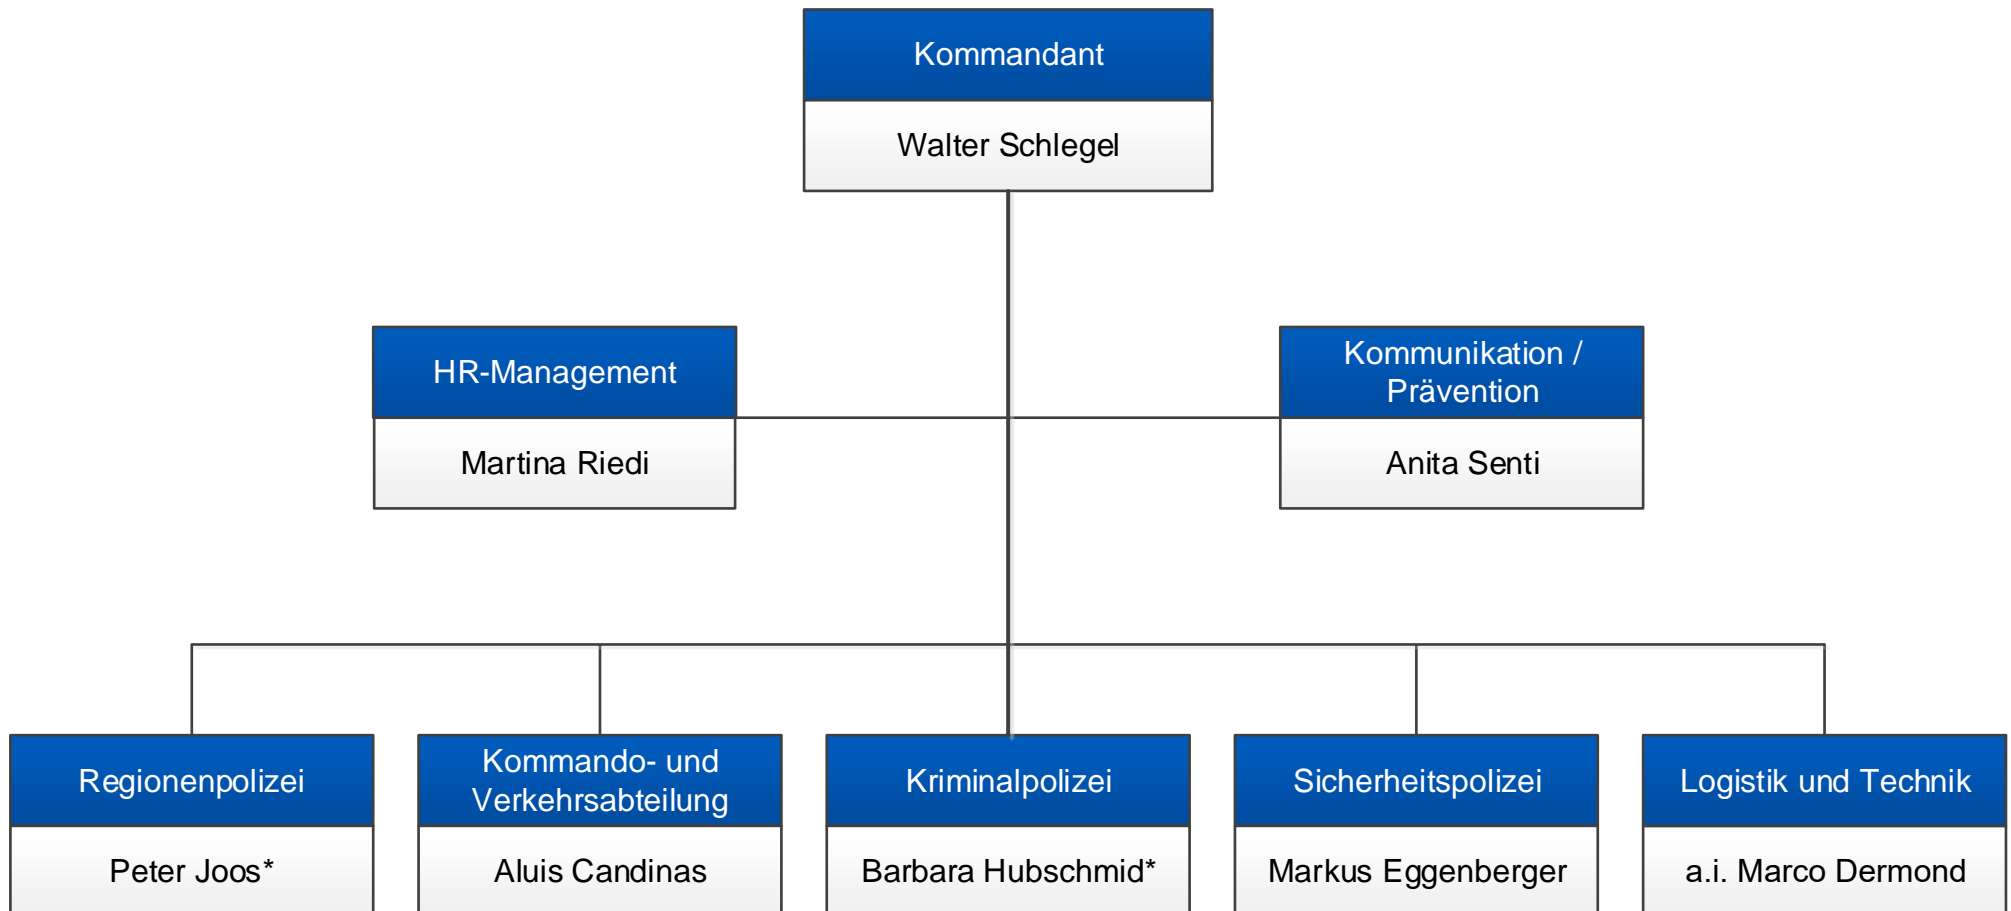 Kommandant
Walter Schlegel
HR-Management
Martina Riedi
Kommunikation /
Prävention
Anita Senti
Regionenpolizei
Peter Joos*
Kommando- und
Verkehrsabteilung
Aluis Candinas
Kriminalpolizei
Barbara Hubschmid*
Sicherheitspolizei
Markus Eggenberger
Logistik und Technik
a.i. Marco Dermond